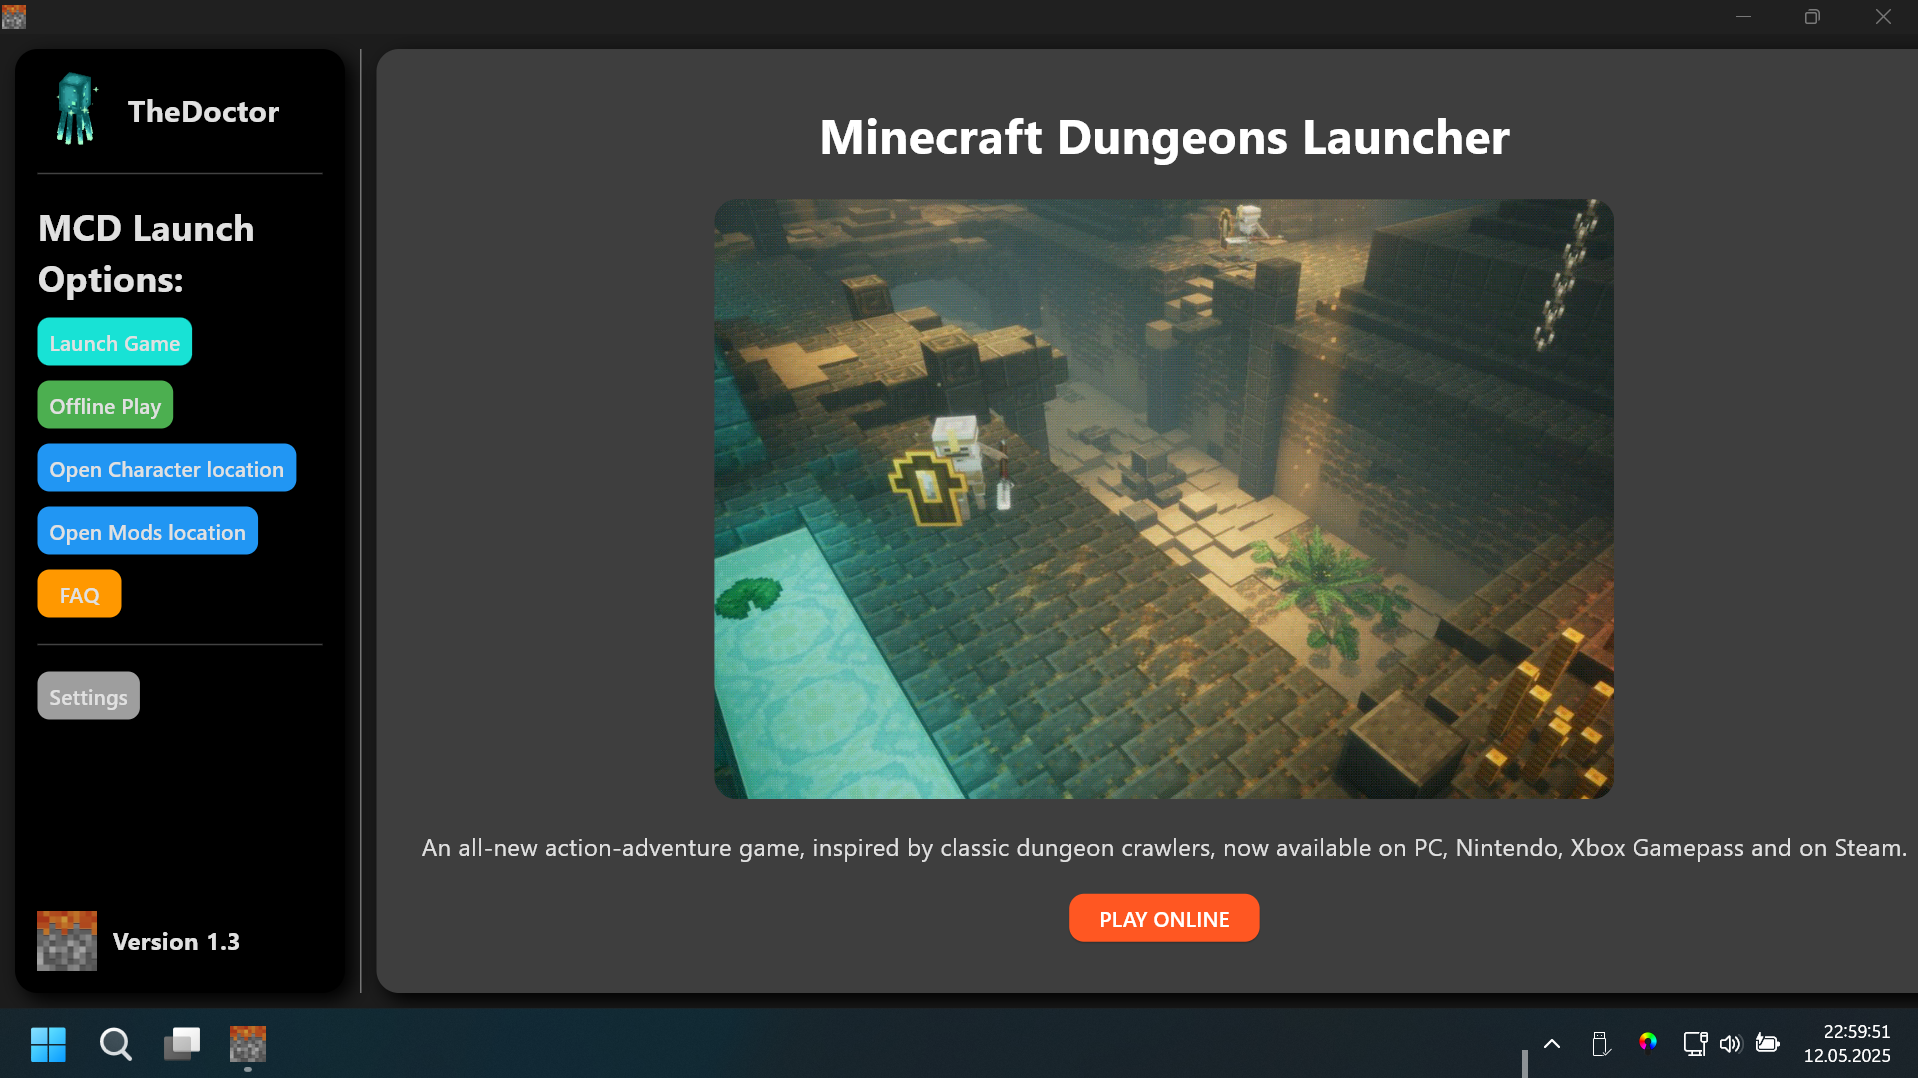 TheDoctor
MCD Launch
Options:
Launch Game
Offline Play
Open Character location
Open Mods location
FAQ
Settings
Version 1.3
Minecraft Dungeons Launcher
An all-new action-adventure game, inspired by classic dungeon crawlers, now available on PC, Nintendo, Xbox Gamepass and on Steam.
PLAY ONLINE
22:59:51
12.05.2025